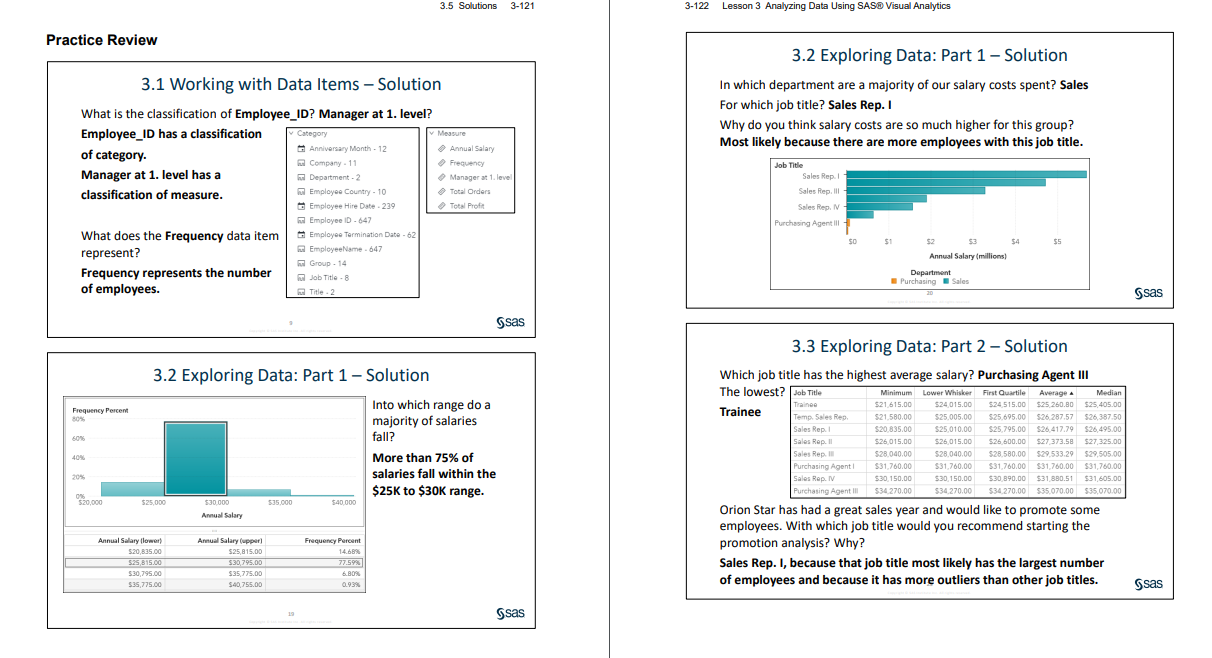 3.5 Solutions 3-121
Practice Review
3.1 Working with Data Items – Solution
What is the classification of Employee_ID? Manager at 1. level?
Employee_ID has a classification
of category.
Manager at 1. level has a
classification of measure.
What does the Frequency data item
represent?
Frequency represents the number
of employees.
Category
Anniversary Month - 12
Company - 11
Department - 2
Employee Country - 10
Employee Hire Date - 239
Employee ID - 647
Employee Termination Date - 62
EmployeeName - 647
Group - 14
Job Title - 8
Title - 2
Measure
Annual Salary
Frequency
Manager at 1. level
Total Orders
Total Profit
9
sas
3.2 Exploring Data: Part 1 – Solution
Frequency Percent
80%
60%
40%
20%
0%
$20,000 $25,000 $30,000 $35,000 $40,000
Annual Salary
Annual Salary (lower) Annual Salary (upper) Frequency Percent
$20,835.00 $25,815.00 14.68%
$25,815.00 $30,795.00 77.59%
$30,795.00 $35,775.00 6.80%
$35,775.00 $40,755.00 0.93%
Into which range do a
majority of salaries
fall?
More than 75% of
salaries fall within the
$25K to $30K range.
19
sas
3-122 Lesson 3 Analyzing Data Using SAS® Visual Analytics
3.2 Exploring Data: Part 1 – Solution
In which department are a majority of our salary costs spent? Sales
For which job title? Sales Rep. I
Why do you think salary costs are so much higher for this group?
Most likely because there are more employees with this job title.
Job Title
Sales Rep. I
Sales Rep. III
Sales Rep. IV
Purchasing Agent III
$0 $1 $2 $3 $4 $5
Annual Salary (millions)
Department
Purchasing Sales
20
sas
3.3 Exploring Data: Part 2 – Solution
Which job title has the highest average salary? Purchasing Agent III
The lowest?
Trainee
Job Title Minimum Lower Whisker First Quartile Average ▲ Median
Trainee $21,615.00 $24,015.00 $24,515.00 $25,260.80 $25,405.00
Temp. Sales Rep. $21,580.00 $25,005.00 $25,695.00 $26,287.57 $26,387.50
Sales Rep. I $20,835.00 $25,010.00 $25,795.00 $26,417.79 $26,495.00
Sales Rep. II $26,015.00 $26,015.00 $26,600.00 $27,373.58 $27,325.00
Sales Rep. III $28,040.00 $28,040.00 $28,580.00 $29,533.29 $29,505.00
Purchasing Agent I $31,760.00 $31,760.00 $31,760.00 $31,760.00 $31,760.00
Sales Rep. IV $30,150.00 $30,150.00 $30,890.00 $31,880.51 $31,605.00
Purchasing Agent III $34,270.00 $34,270.00 $34,270.00 $35,070.00 $35,070.00
Orion Star has had a great sales year and would like to promote some
employees. With which job title would you recommend starting the
promotion analysis? Why?
Sales Rep. I, because that job title most likely has the largest number
of employees and because it has more outliers than other job titles.
sas